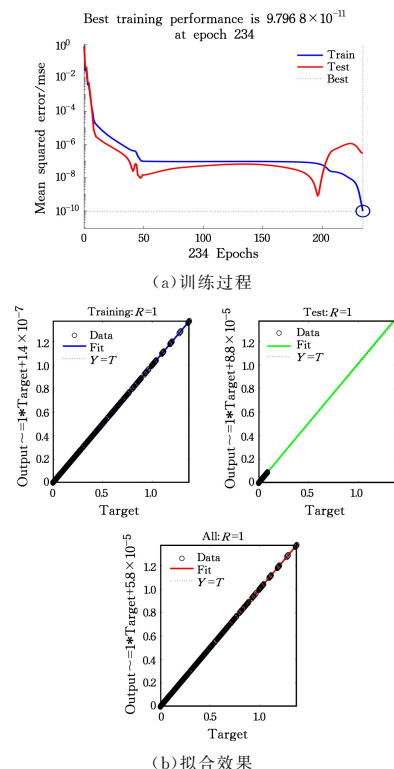 Best training performance is 9.796 8×10⁻¹¹
at epoch 234
Mean squared error/mse
10⁰
10⁻²
10⁻⁴
10⁻⁶
10⁻⁸
10⁻¹⁰
Train
Test
Best
0 50 100 150 200
234 Epochs
(a)训练过程
Training:R=1
Output~=1*Target+1.4×10⁻⁷
1.2
1.0
0.8
0.6
0.4
0.2
0
Data
Fit
Y=T
0 0.5 1.0
Target
Test:R=1
Output~=1*Target+8.8×10⁻⁵
1.2
1.0
0.8
0.6
0.4
0.2
0
Data
Fit
Y=T
0 0.5 1.0
Target
All:R=1
Output~=1*Target+5.8×10⁻⁵
1.2
1.0
0.8
0.6
0.4
0.2
0
Data
Fit
Y=T
0 0.5 1.0
Target
(b)拟合效果